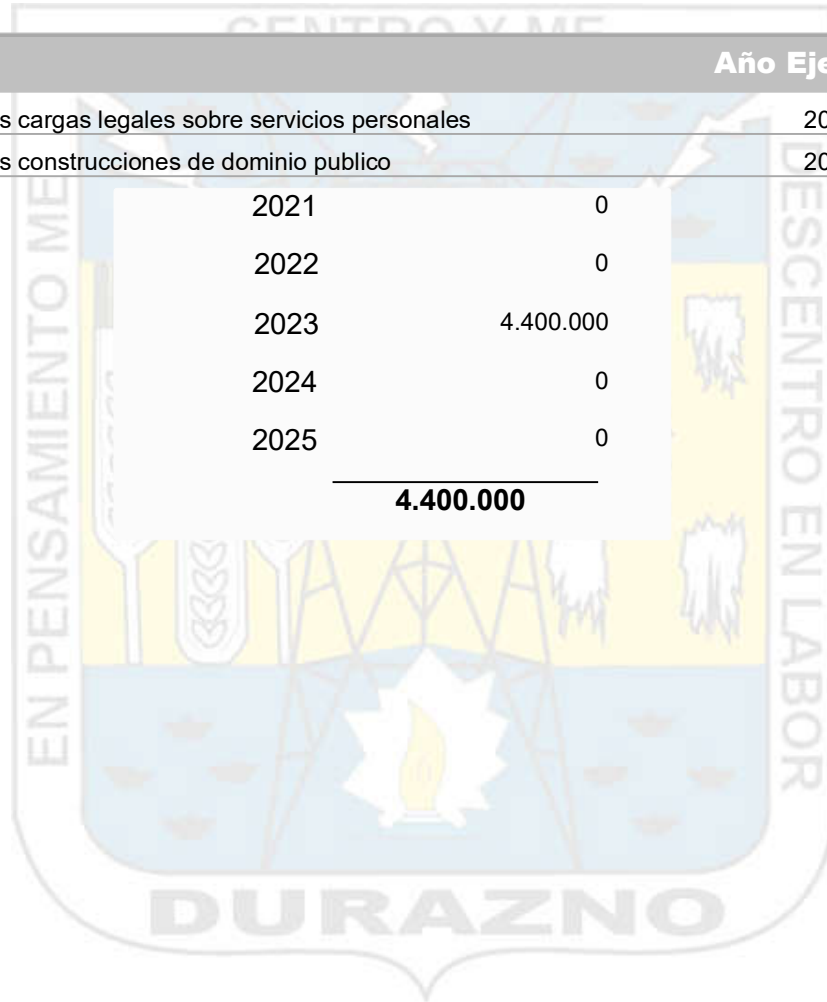 CENTRO Y ME
Año Eje
s cargas legales sobre servicios personales 20
s construcciones de dominio publico 20
2021 0
2022 0
2023 4.400.000
2024 0
2025 0
4.400.000
EN PENSAMIENTO ME
DESCENTRO EN LABOR
DURAZNO